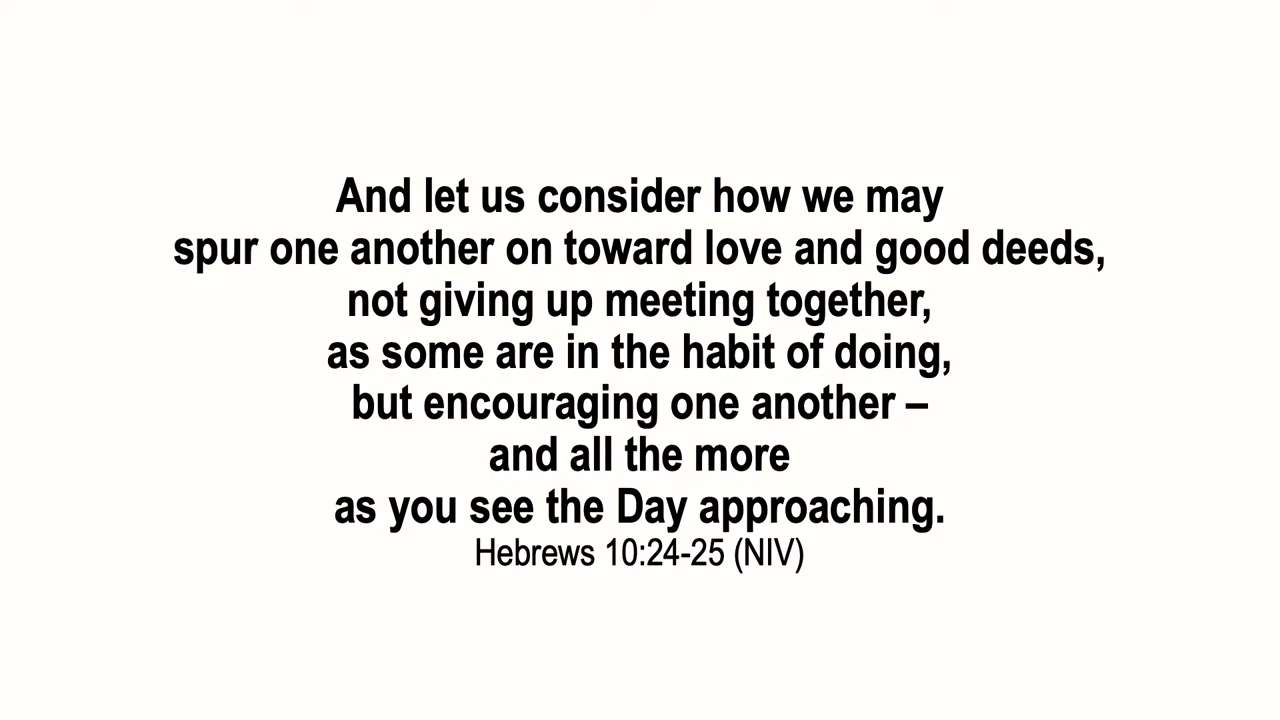 And let us consider how we may
spur one another on toward love and good deeds,
not giving up meeting together,
as some are in the habit of doing,
but encouraging one another –
and all the more
as you see the Day approaching.
Hebrews 10:24-25 (NIV)